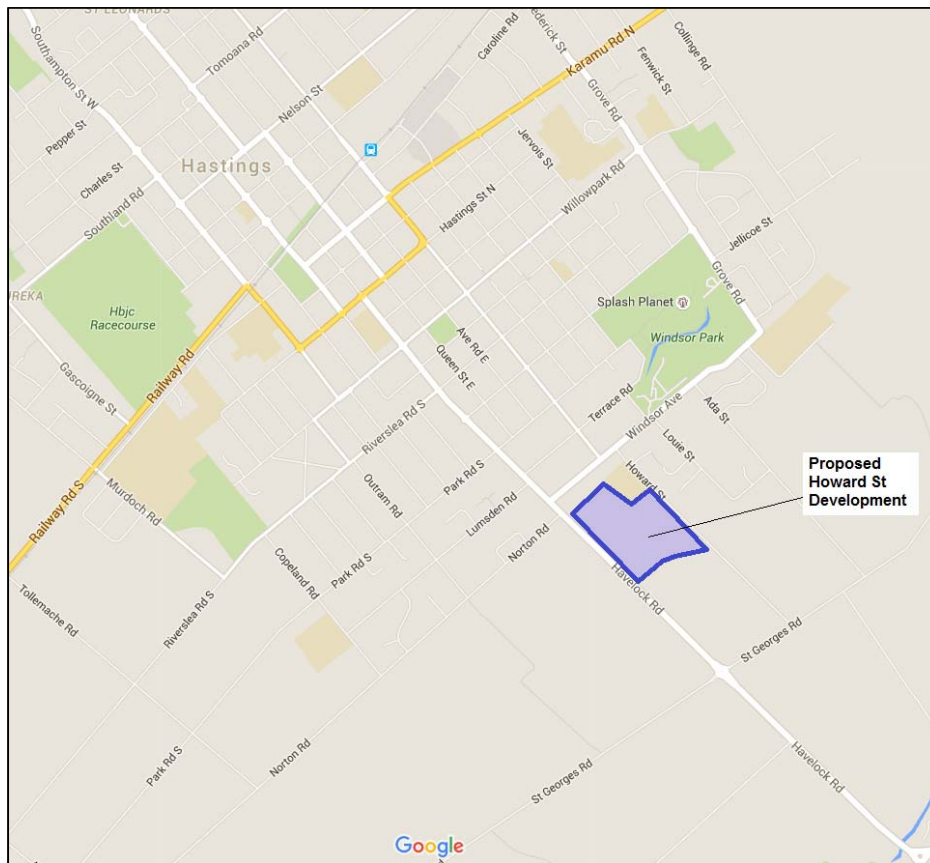 ST LEONARDS
Southampton St W
Tomoana Rd
Caroline Rd
Frederick St
Collinge Rd
Fenwick St
Karamu Rd N
Grove Rd
Nelson St
Pepper St
Jervois St
Hastings
Charles St
Willowpark Rd
Hastings St N
Southland Rd
Jellicoe St
Grove Rd
UREKA
Hbjc
Racecourse
Splash Planet
Windsor Park
Ave Rd E
Queen St E
Railway Rd
Gascoigne St
Terrace Rd
Windsor Ave
Ada St
Riverslea Rd S
Louie St
Howard St
Proposed
Howard St
Development
Park Rd S
Outram Rd
Lumsden Rd
Murdoch Rd
Railway Rd S
Norton Rd
Copeland Rd
Park Rd S
Havelock Rd
Tollemache Rd
Riverslea Rd S
St Georges Rd
Park Rd S
Norton Rd
St Georges Rd
Havelock Rd
Google